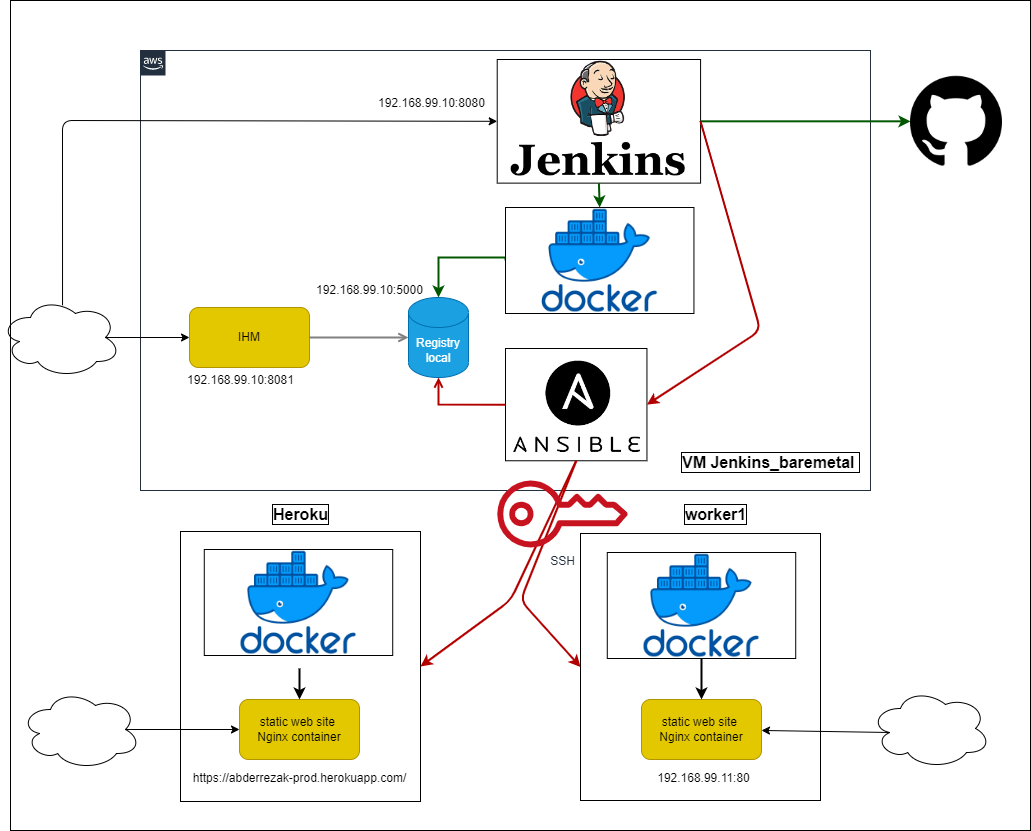 aws
192.168.99.10:8080
Jenkins
docker
192.168.99.10:5000
IHM
Registry
local
192.168.99.10:8081
ANSIBLE
VM Jenkins_baremetal
Heroku
worker1
SSH
docker
docker
static web site
Nginx container
static web site
Nginx container
https://abderrezak-prod.herokuapp.com/
192.168.99.11:80